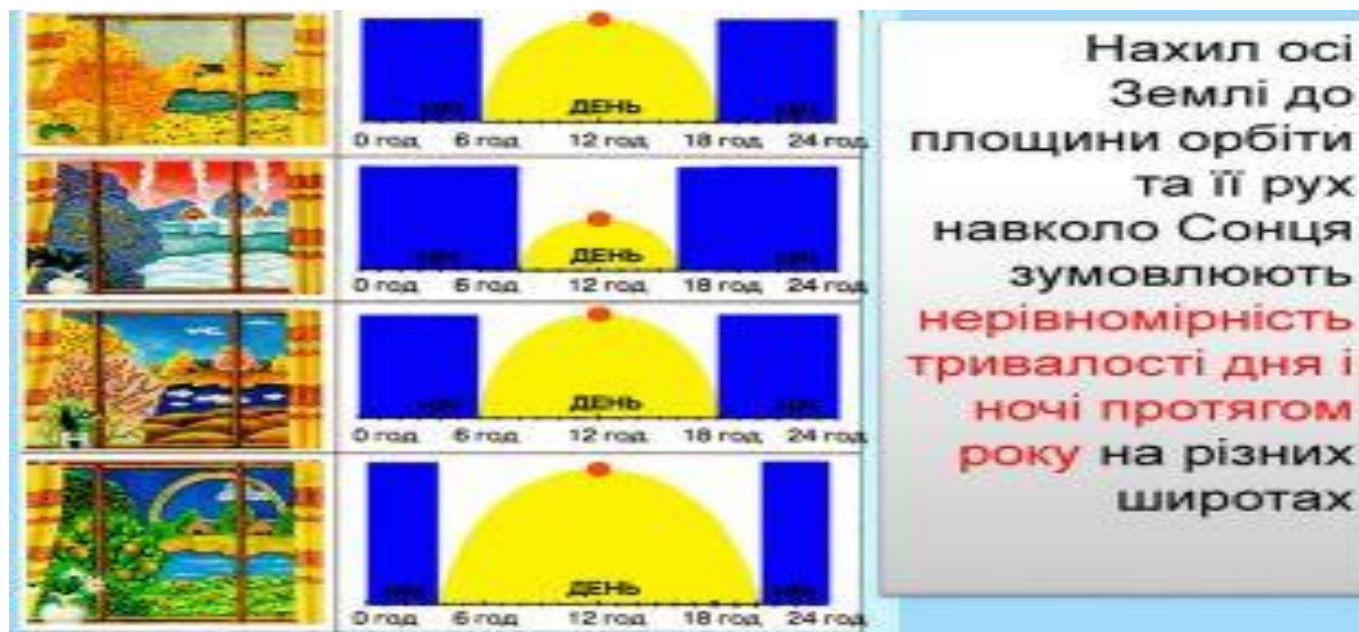 ДЕНЬ
0 год 6 год 12 год 18 год 24 год
ДЕНЬ
0 год 6 год 12 год 18 год 24 год
ДЕНЬ
0 год 6 год 12 год 18 год 24 год
ДЕНЬ
0 год 6 год 12 год 18 год 24 год
Нахил осі
Землі до
площини орбіти
та її рух
навколо Сонця
зумовлюють
нерівномірність
тривалості дня і
ночі протягом
року на різних
широтах